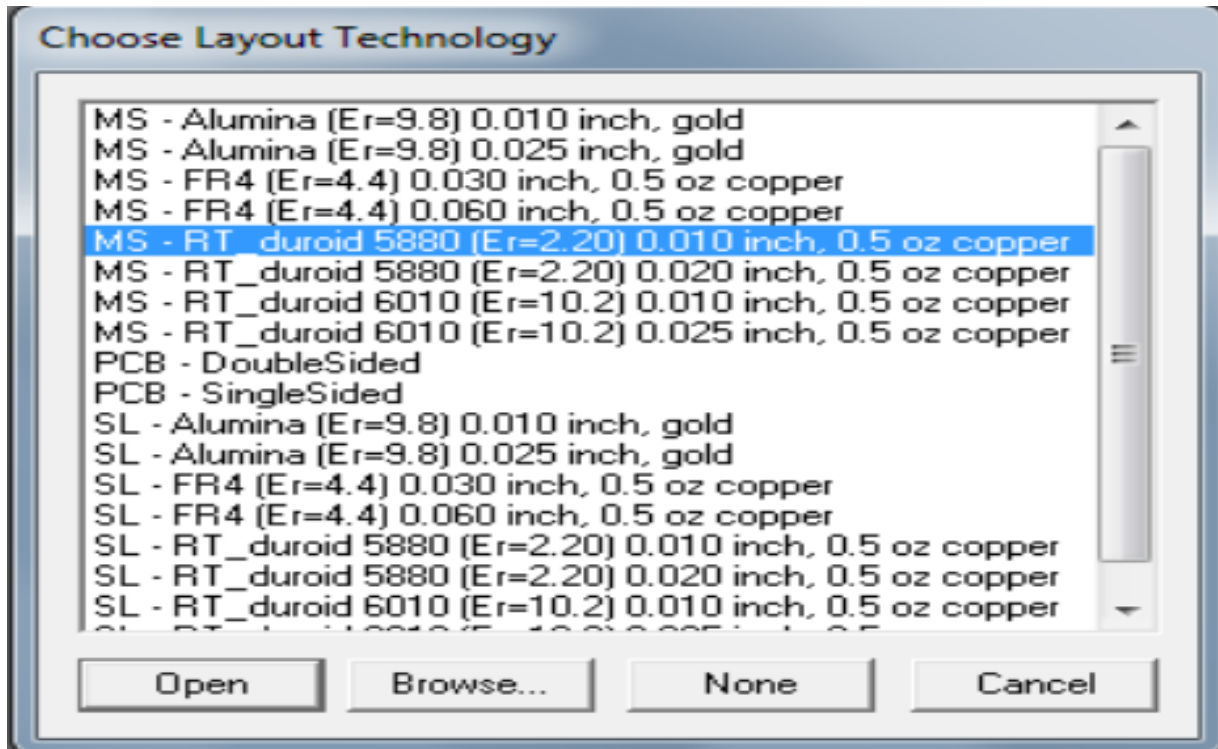 Choose Layout Technology
MS - Alumina (Er=9.8) 0.010 inch, gold
MS - Alumina (Er=9.8) 0.025 inch, gold
MS - FR4 (Er=4.4) 0.030 inch, 0.5 oz copper
MS - FR4 (Er=4.4) 0.060 inch, 0.5 oz copper
MS - RT_duroid 5880 (Er=2.20) 0.010 inch, 0.5 oz copper
MS - RT_duroid 5880 (Er=2.20) 0.020 inch, 0.5 oz copper
MS - RT_duroid 6010 (Er=10.2) 0.010 inch, 0.5 oz copper
MS - RT_duroid 6010 (Er=10.2) 0.025 inch, 0.5 oz copper
PCB - DoubleSided
PCB - SingleSided
SL - Alumina (Er=9.8) 0.010 inch, gold
SL - Alumina (Er=9.8) 0.025 inch, gold
SL - FR4 (Er=4.4) 0.030 inch, 0.5 oz copper
SL - FR4 (Er=4.4) 0.060 inch, 0.5 oz copper
SL - RT_duroid 5880 (Er=2.20) 0.010 inch, 0.5 oz copper
SL - RT_duroid 5880 (Er=2.20) 0.020 inch, 0.5 oz copper
SL - RT_duroid 6010 (Er=10.2) 0.010 inch, 0.5 oz copper
Open Browse... None Cancel